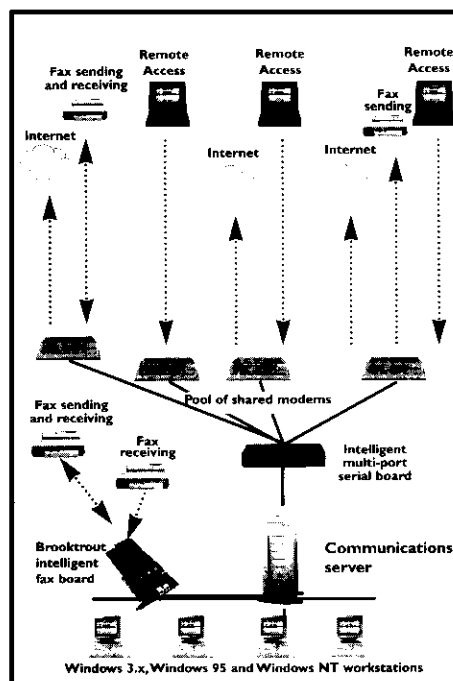 Remote
Access
Remote
Access
Remote
Access
Fax sending
and receiving
Fax
sending
Internet
Internet
Internet
Pool of shared modems
Fax sending
and receiving
Fax
receiving
Intelligent
multi-port
serial board
Brooktrout
intelligent
fax board
Communications
server
Windows 3.x, Windows 95 and Windows NT workstations